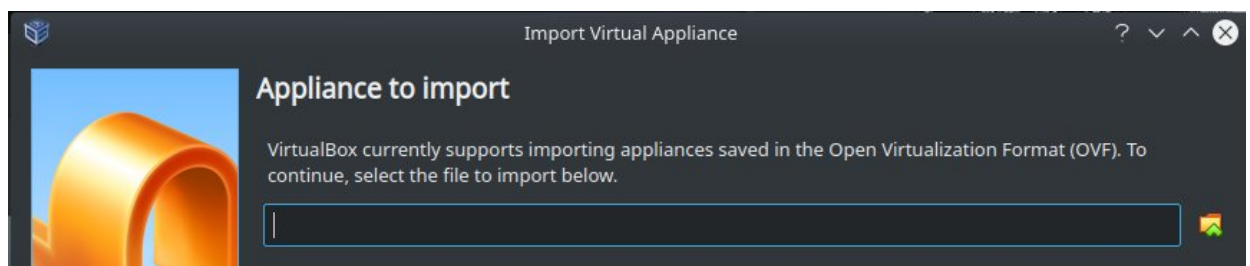 Import Virtual Appliance
Appliance to import
VirtualBox currently supports importing appliances saved in the Open Virtualization Format (OVF). To
continue, select the file to import below.